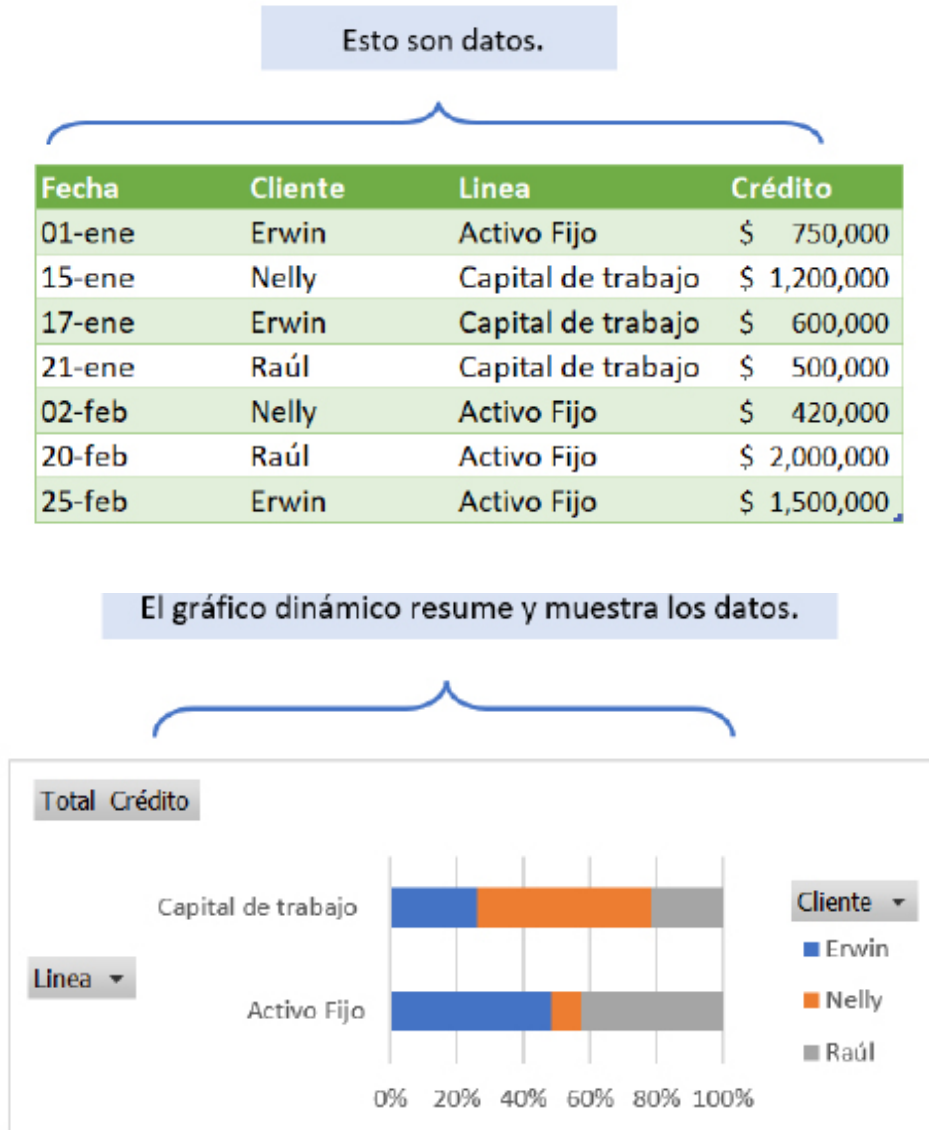 Esto son datos.
Fecha Cliente Linea Crédito
01-ene Erwin Activo Fijo $ 750,000
15-ene Nelly Capital de trabajo $ 1,200,000
17-ene Erwin Capital de trabajo $ 600,000
21-ene Raúl Capital de trabajo $ 500,000
02-feb Nelly Activo Fijo $ 420,000
20-feb Raúl Activo Fijo $ 2,000,000
25-feb Erwin Activo Fijo $ 1,500,000
El gráfico dinámico resume y muestra los datos.
Total Crédito
Capital de trabajo
Linea
Activo Fijo
0% 20% 40% 60% 80% 100%
Cliente
Erwin
Nelly
Raúl